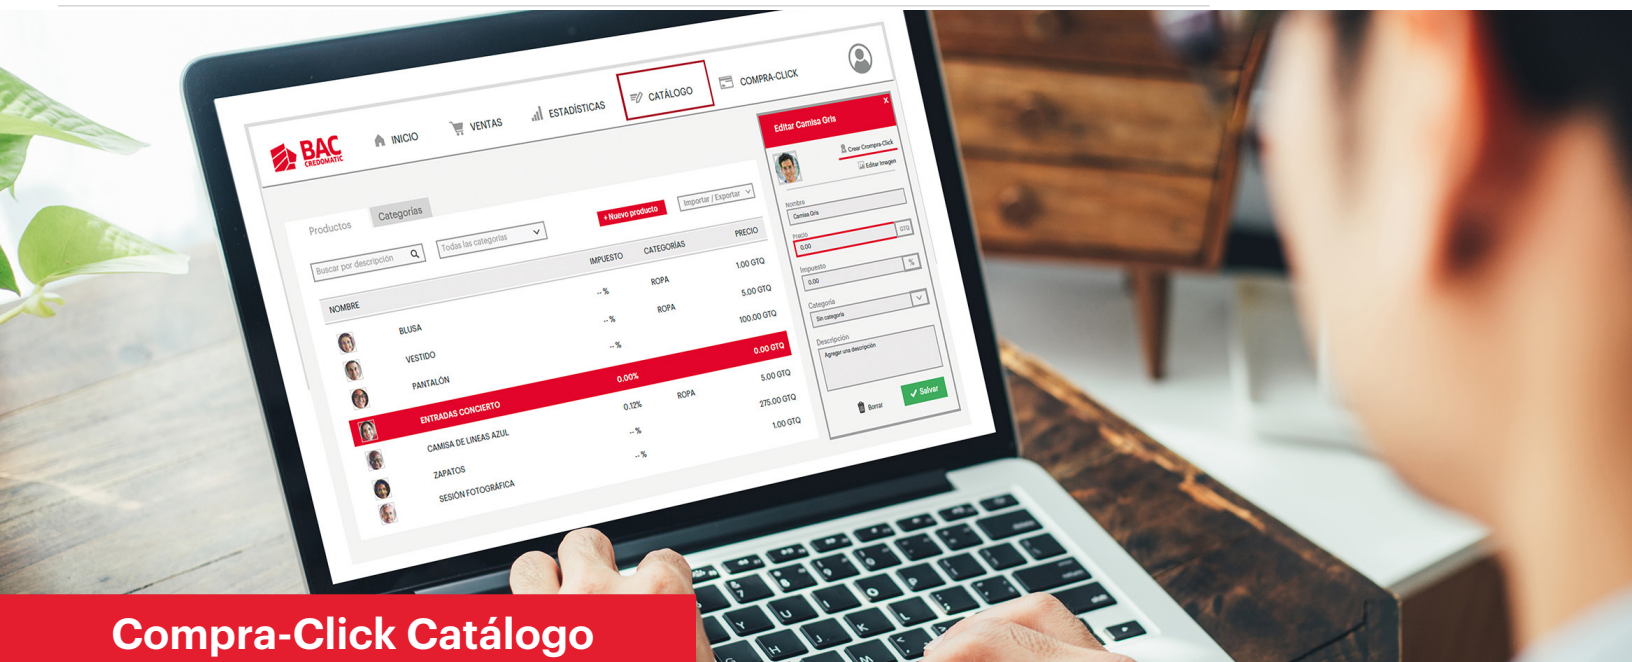 BAC
CREDOMATIC
INICIO
VENTAS
ESTADÍSTICAS
CATÁLOGO
COMPRA-CLICK
Productos
Categorías
Buscar por descripción
Todas las categorías
+ Nuevo producto
Importar / Exportar
NOMBRE IMPUESTO CATEGORÍAS PRECIO
BLUSA -- % ROPA 1.00 GTQ
VESTIDO -- % ROPA 5.00 GTQ
PANTALÓN -- % 100.00 GTQ
ENTRADAS CONCIERTO 0.00% 0.00 GTQ
CAMISA DE LINEAS AZUL 0.12% ROPA 5.00 GTQ
ZAPATOS -- % 275.00 GTQ
SESIÓN FOTOGRÁFICA -- % 1.00 GTQ
Editar Camisa Gris x
Crear Crompra-Click
Editar Imagen
Nombre
Camisa Gris
Precio
0.00 GTQ
Impuesto
0.00 %
Categoría
Sin categoría
Descripción
Agregar una descripción
Borrar
Salvar
Compra-Click Catálogo